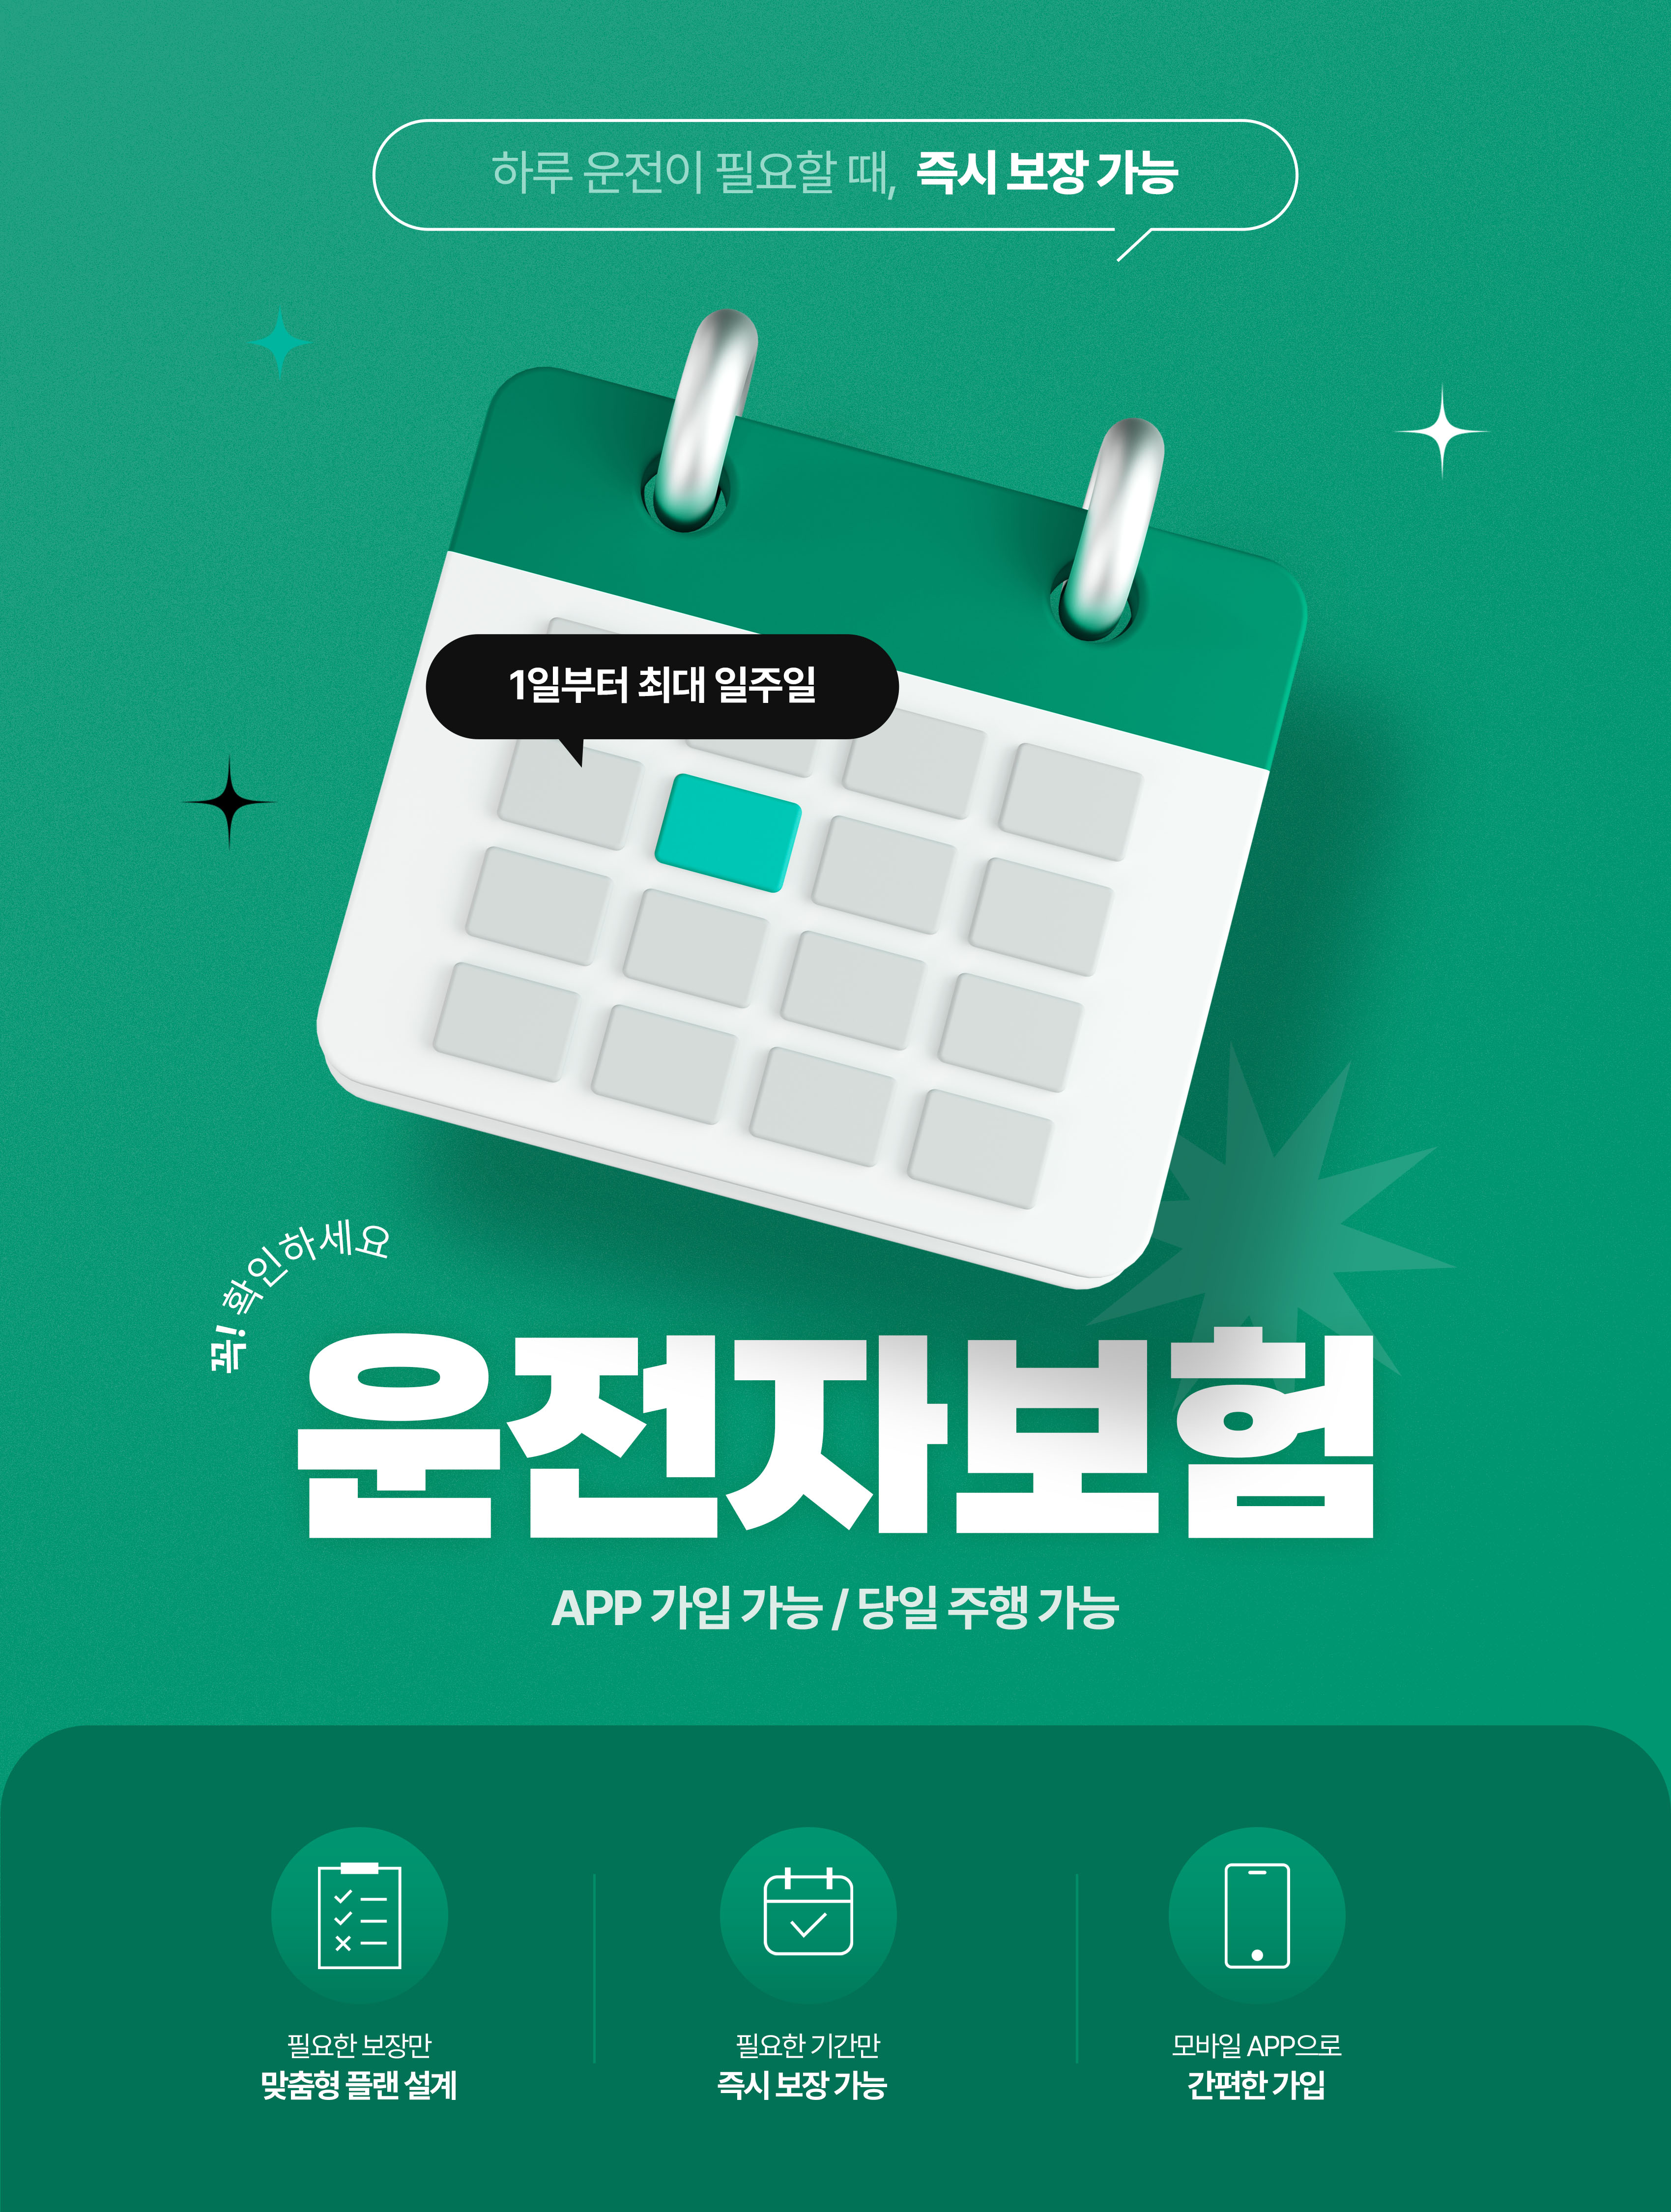 하루 운전이 필요할 때, 즉시 보장 가능
1일부터 최대 일주일
꼭! 확인하세요
운전자보험
APP 가입 가능 / 당일 주행 가능
필요한 보장만
맞춤형 플랜 설계
필요한 기간만
즉시 보장 가능
모바일 APP으로
간편한 가입